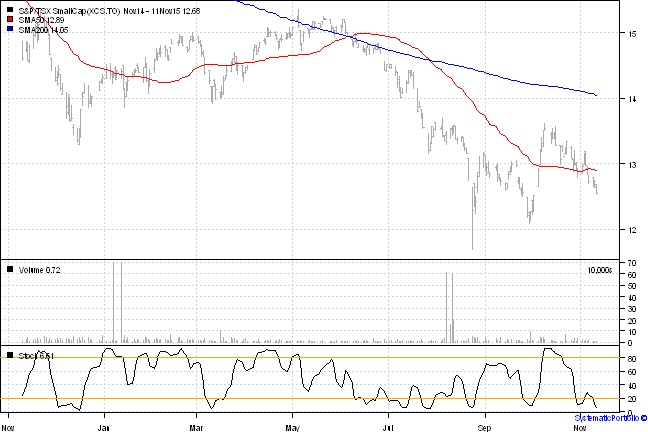 S&P/TSX SmallCap(XCS.TO) Nov14 - 11Nov15 12.68
SMA50 12.89
SMA200 14.05
15
14
13
12
Volume 0.72
10,000s
70
60
50
40
30
20
10
0
Stoch 6.61
80
60
40
20
0
Nov Jan Mar May Jul Sep Nov
SystematicPortfolio ©